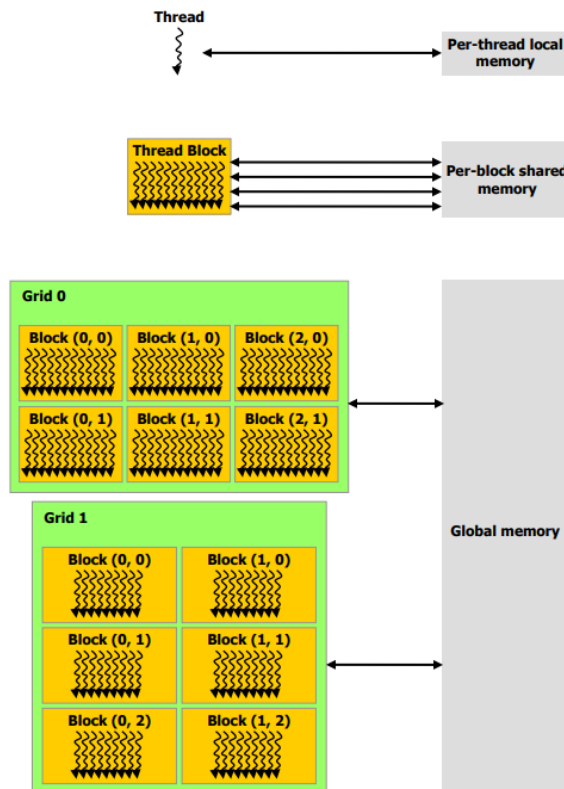 Thread
Per-thread local
memory
Thread Block
Per-block shared
memory
Grid 0
Block (0, 0) Block (1, 0) Block (2, 0)
Block (0, 1) Block (1, 1) Block (2, 1)
Grid 1
Global memory
Block (0, 0) Block (1, 0)
Block (0, 1) Block (1, 1)
Block (0, 2) Block (1, 2)